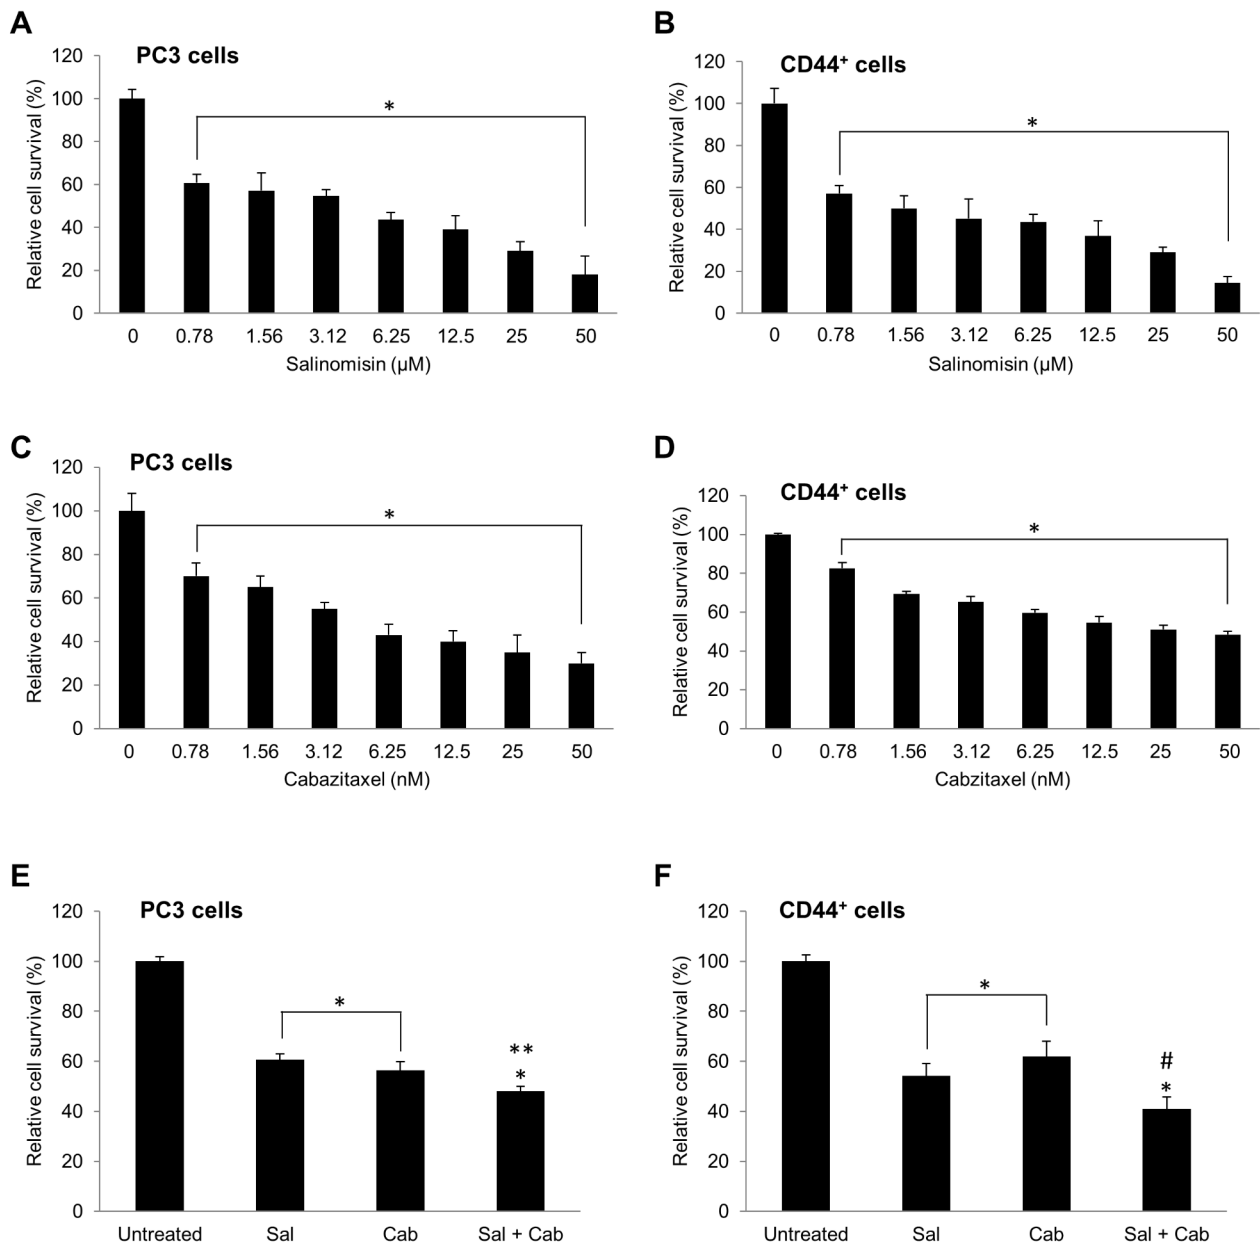 A
PC3 cells
Relative cell survival (%)
120
100
80
60
40
20
0
*
0 0.78 1.56 3.12 6.25 12.5 25 50
Salinomisin (µM)
B
CD44⁺ cells
Relative cell survival (%)
120
100
80
60
40
20
0
*
0 0.78 1.56 3.12 6.25 12.5 25 50
Salinomisin (µM)
C
PC3 cells
Relative cell survival (%)
120
100
80
60
40
20
0
*
0 0.78 1.56 3.12 6.25 12.5 25 50
Cabazitaxel (nM)
D
CD44⁺ cells
Relative cell survival (%)
120
100
80
60
40
20
0
*
0 0.78 1.56 3.12 6.25 12.5 25 50
Cabzitaxel (nM)
E
PC3 cells
Relative cell survival (%)
120
100
80
60
40
20
0
*
**
*
Untreated Sal Cab Sal + Cab
F
CD44⁺ cells
Relative cell survival (%)
120
100
80
60
40
20
0
*
#
*
Untreated Sal Cab Sal + Cab